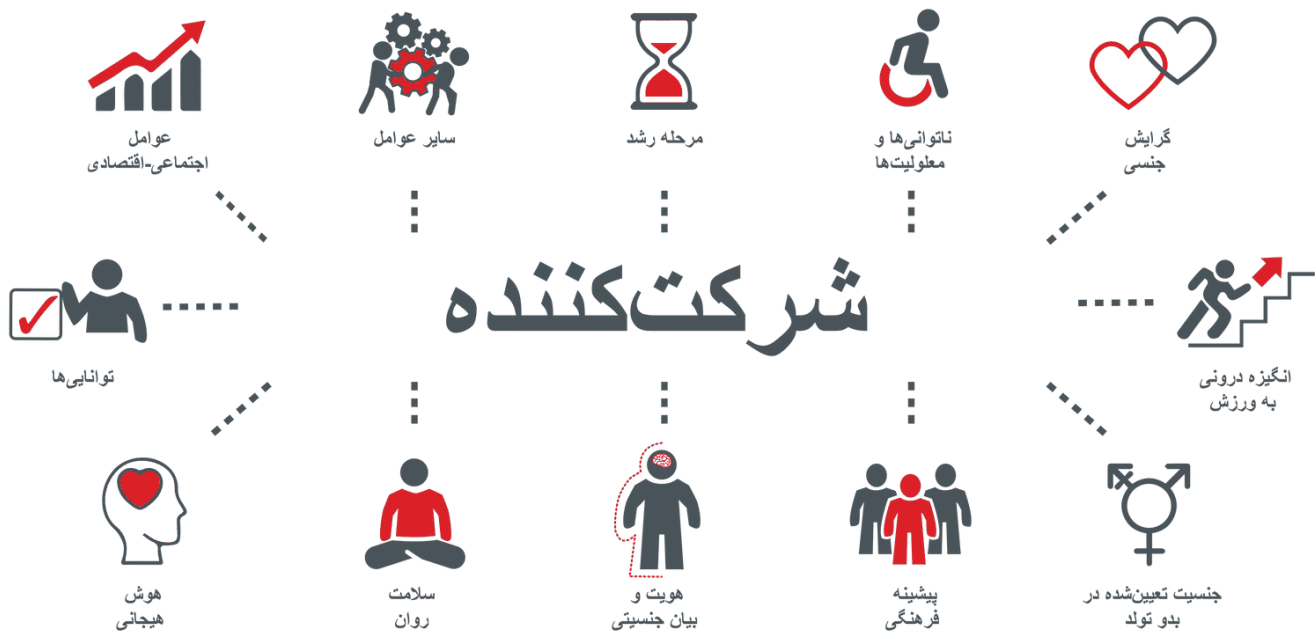 گرایش
جنسی
ناتوانی‌ها و
معلولیت‌ها
مرحله رشد
سایر عوامل
عوامل
اجتماعی-اقتصادی
انگیزه درونی
به ورزش
شرکت‌کننده
توانایی‌ها
جنسیت تعیین‌شده در
بدو تولد
پیشینه
فرهنگی
هویت و
بیان جنسیتی
سلامت
روان
هوش
هیجانی